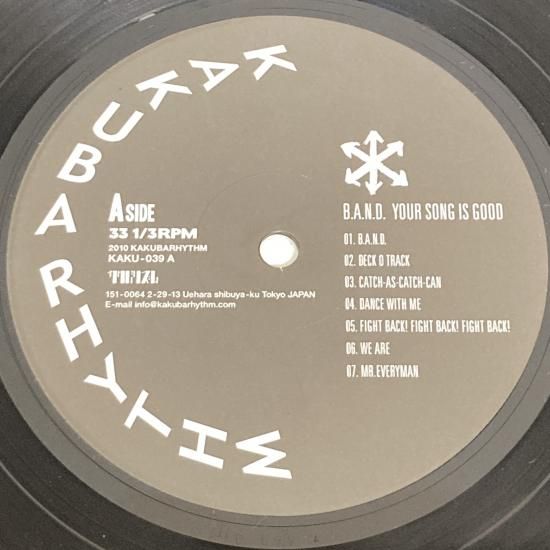 KAKUBA RHYTHM
A SIDE
33 1/3RPM
2010 KAKUBARHYTHM
KAKU-039 A
151-0064 2-29-13 Uehara shibuya-ku Tokyo JAPAN
E-mail info@kakubarhythm.com
B.A.N.D. YOUR SONG IS GOOD
01. B.A.N.D.
02. DECK D TRACK
03. CATCH-AS-CATCH-CAN
04. DANCE WITH ME
05. FIGHT BACK! FIGHT BACK! FIGHT BACK!
06. WE ARE
07. MR.EVERYMAN